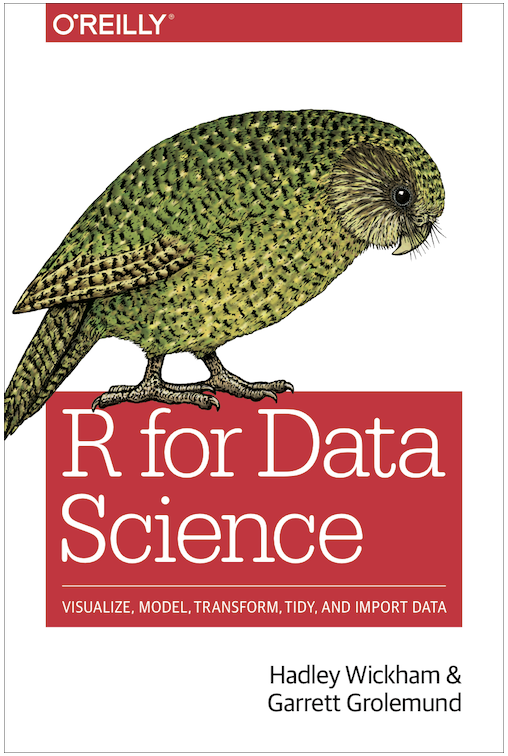 O'REILLY®
R for Data
Science
VISUALIZE, MODEL, TRANSFORM, TIDY, AND IMPORT DATA
Hadley Wickham &
Garrett Grolemund